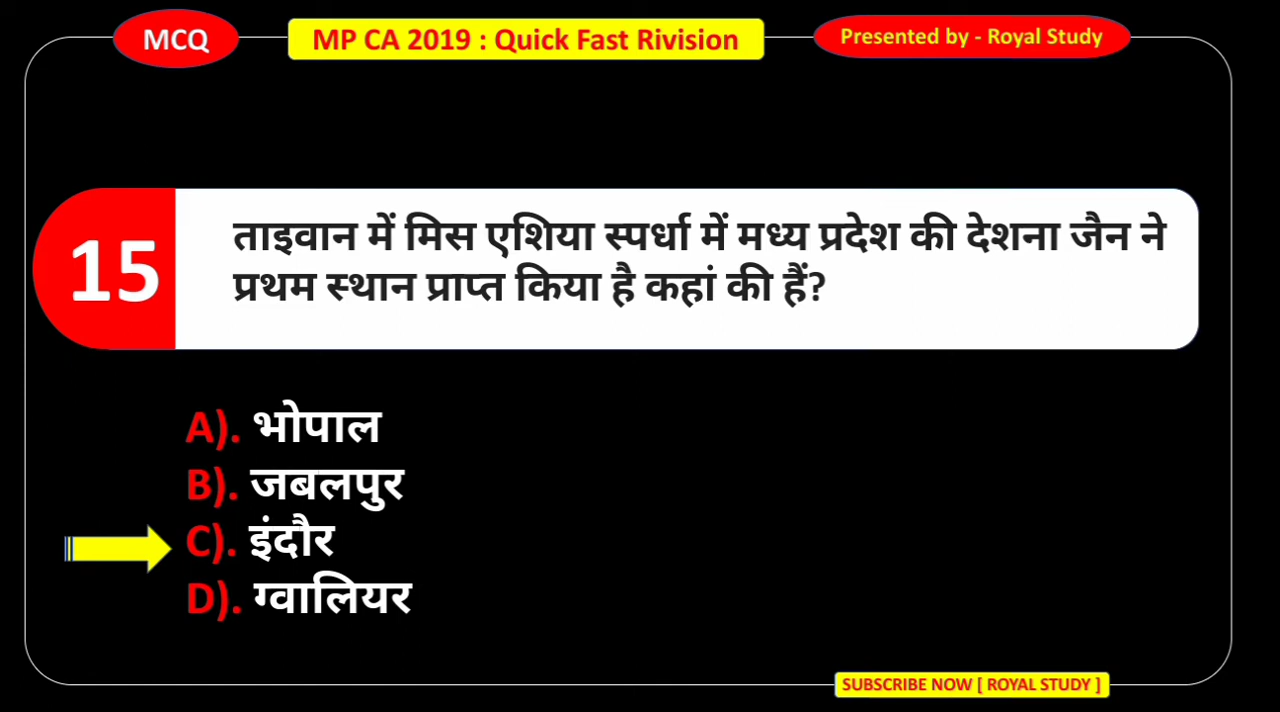 MCQ
MP CA 2019 : Quick Fast Rivision
Presented by - Royal Study
15
ताइवान में मिस एशिया स्पर्धा में मध्य प्रदेश की देशना जैन ने
प्रथम स्थान प्राप्त किया है कहां की हैं?
A). भोपाल
B). जबलपुर
C). इंदौर
D). ग्वालियर
SUBSCRIBE NOW [ ROYAL STUDY ]